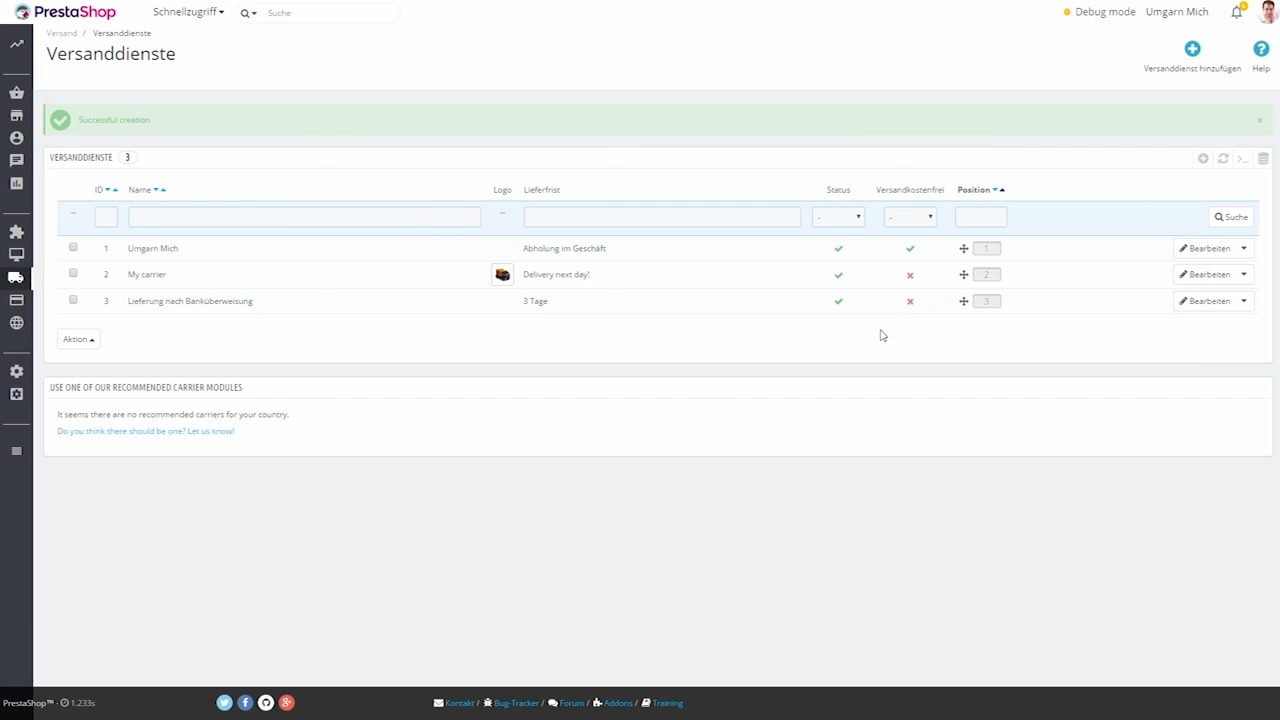 PrestaShop Schnellzugriff Suche Debug mode Umgarn Mich 6
Versand / Versanddienste
Versanddienste
Versanddienst hinzufügen Help
Successful creation ×
VERSANDDIENSTE 3
ID Name Logo Lieferfrist Status Versandkostenfrei Position
-- -- - - Suche
1 Umgarn Mich Abholung im Geschäft 1 Bearbeiten
2 My carrier Delivery next day! 2 Bearbeiten
3 Lieferung nach Banküberweisung 3 Tage 3 Bearbeiten
Aktion
USE ONE OF OUR RECOMMENDED CARRIER MODULES
It seems there are no recommended carriers for your country.
Do you think there should be one? Let us know!
PrestaShop™ - 1.233s Kontakt / Bug-Tracker / Forum / Addons / Training